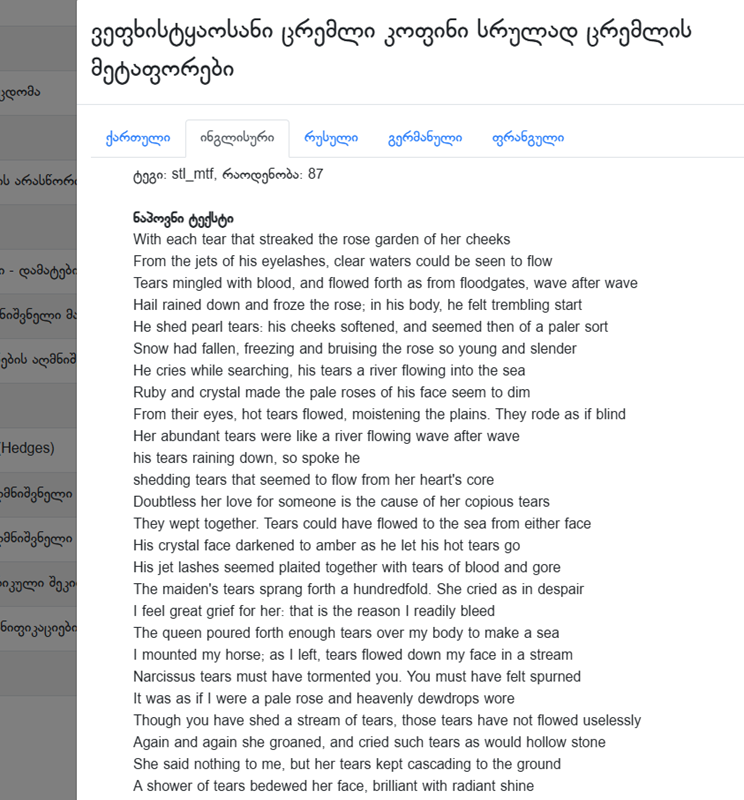 ვეფხისტყაოსანი ცრემლი კოფინი სრულად ცრემლის
მეტაფორები
ქართული ინგლისური რუსული გერმანული ფრანგული
ტეგი: stl_mtf, რაოდენობა: 87
ნაპოვნი ტექსტი
With each tear that streaked the rose garden of her cheeks
From the jets of his eyelashes, clear waters could be seen to flow
Tears mingled with blood, and flowed forth as from floodgates, wave after wave
Hail rained down and froze the rose; in his body, he felt trembling start
He shed pearl tears: his cheeks softened, and seemed then of a paler sort
Snow had fallen, freezing and bruising the rose so young and slender
He cries while searching, his tears a river flowing into the sea
Ruby and crystal made the pale roses of his face seem to dim
From their eyes, hot tears flowed, moistening the plains. They rode as if blind
Her abundant tears were like a river flowing wave after wave
his tears raining down, so spoke he
shedding tears that seemed to flow from her heart's core
Doubtless her love for someone is the cause of her copious tears
They wept together. Tears could have flowed to the sea from either face
His crystal face darkened to amber as he let his hot tears go
His jet lashes seemed plaited together with tears of blood and gore
The maiden's tears sprang forth a hundredfold. She cried as in despair
I feel great grief for her: that is the reason I readily bleed
The queen poured forth enough tears over my body to make a sea
I mounted my horse; as I left, tears flowed down my face in a stream
Narcissus tears must have tormented you. You must have felt spurned
It was as if I were a pale rose and heavenly dewdrops wore
Though you have shed a stream of tears, those tears have not flowed uselessly
Again and again she groaned, and cried such tears as would hollow stone
She said nothing to me, but her tears kept cascading to the ground
A shower of tears bedewed her face, brilliant with radiant shine
ცდომა
ის არასწორი
ი - დამატები
ნიშვნელი მა
ების აღმნიშ
(Hedges)
ღმნიშვნელი
ღმნიშვნელი
იკული შეკი
ნიფიკაციები